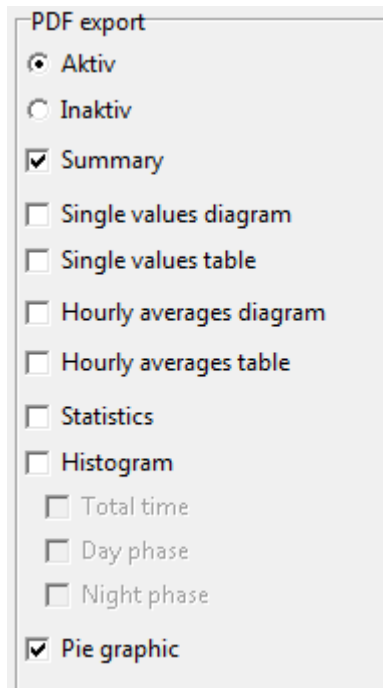 PDF export
Aktiv
Inaktiv
Summary
Single values diagram
Single values table
Hourly averages diagram
Hourly averages table
Statistics
Histogram
Total time
Day phase
Night phase
Pie graphic